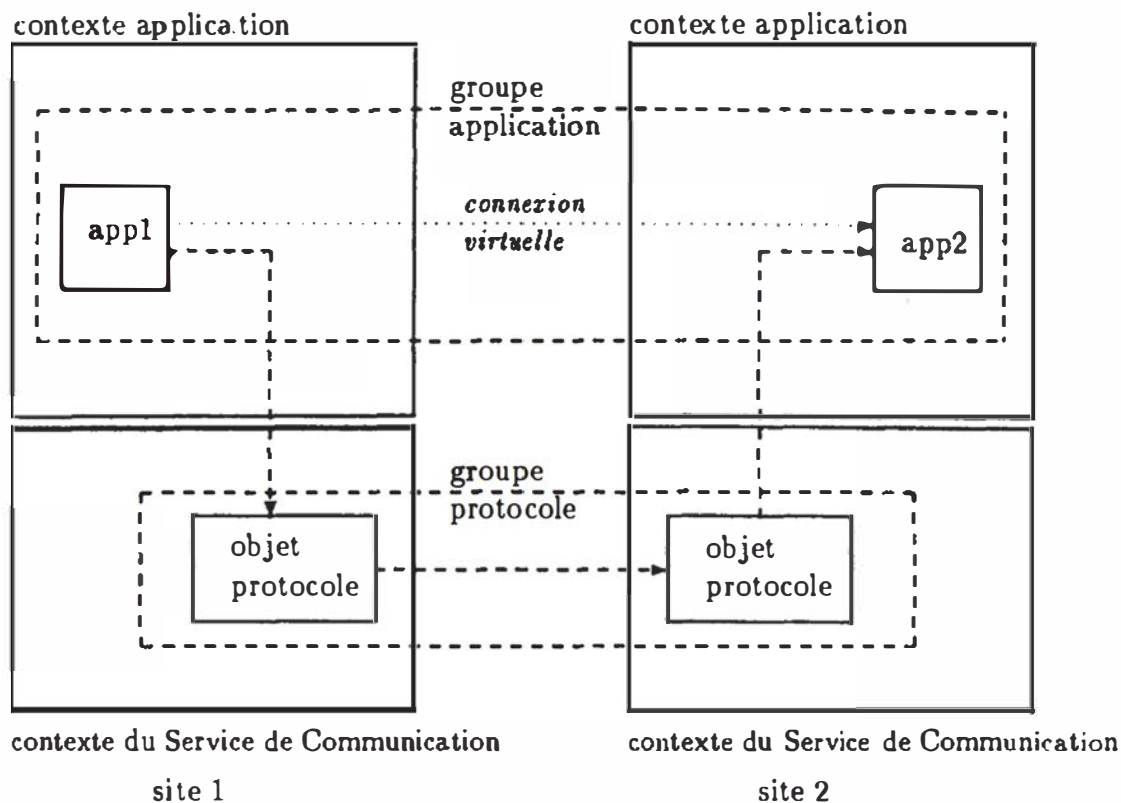 contexte application
contexte application
groupe
application
connexion
virtuelle
app1
app2
groupe
protocole
objet
protocole
objet
protocole
contexte du Service de Communication
contexte du Service de Communication
site 1
site 2